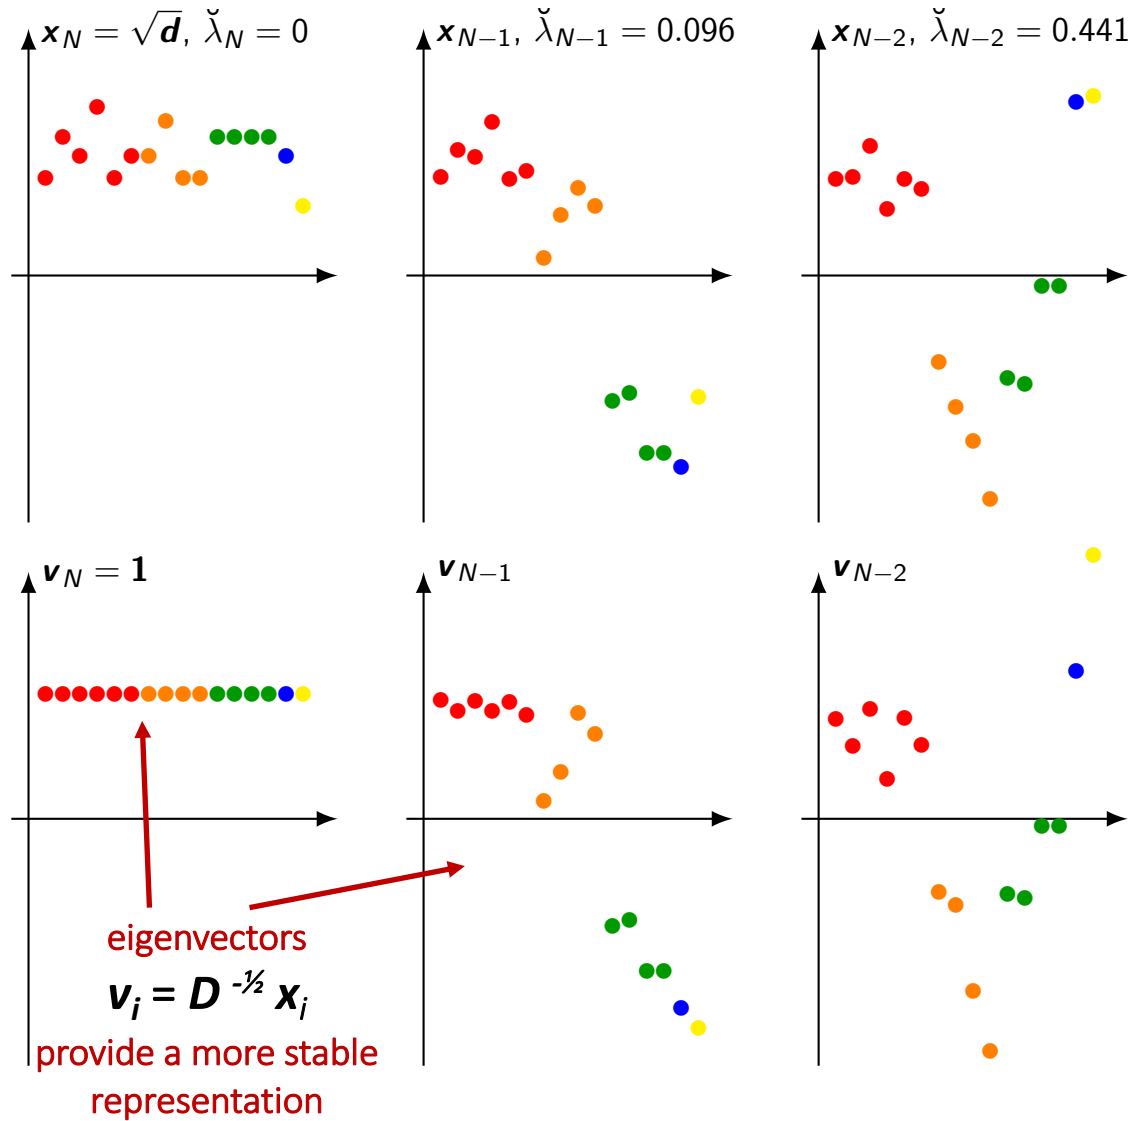 x_N = √d, λ̆_N = 0
x_{N−1}, λ̆_{N−1} = 0.096
x_{N−2}, λ̆_{N−2} = 0.441
v_N = 1
v_{N−1}
v_{N−2}
eigenvectors
v_i = D^{-½} x_i
provide a more stable
representation